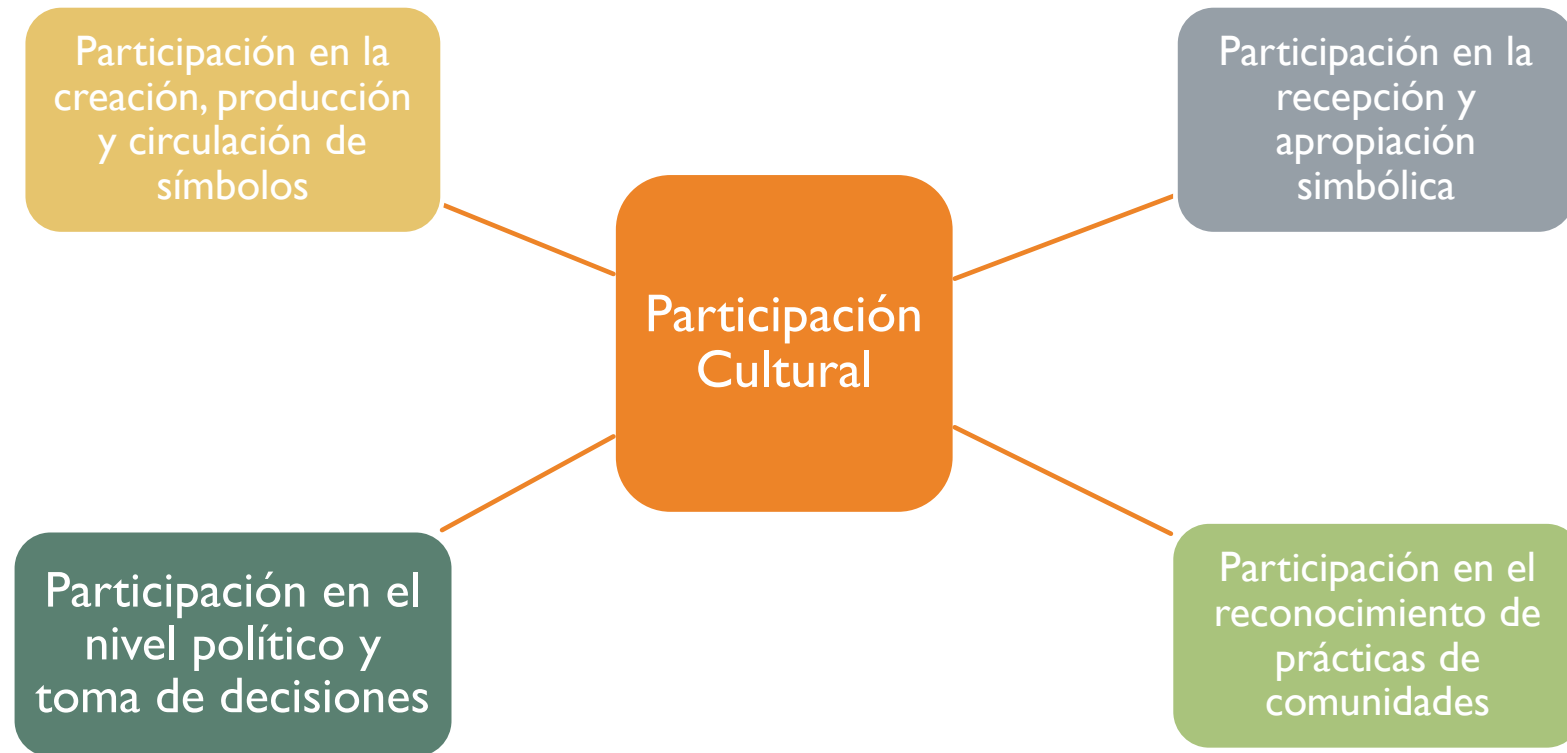 Participación en la
creación, producción
y circulación de
símbolos
Participación en la
recepción y
apropiación
simbólica
Participación
Cultural
Participación en el
nivel político y
toma de decisiones
Participación en el
reconocimiento de
prácticas de
comunidades